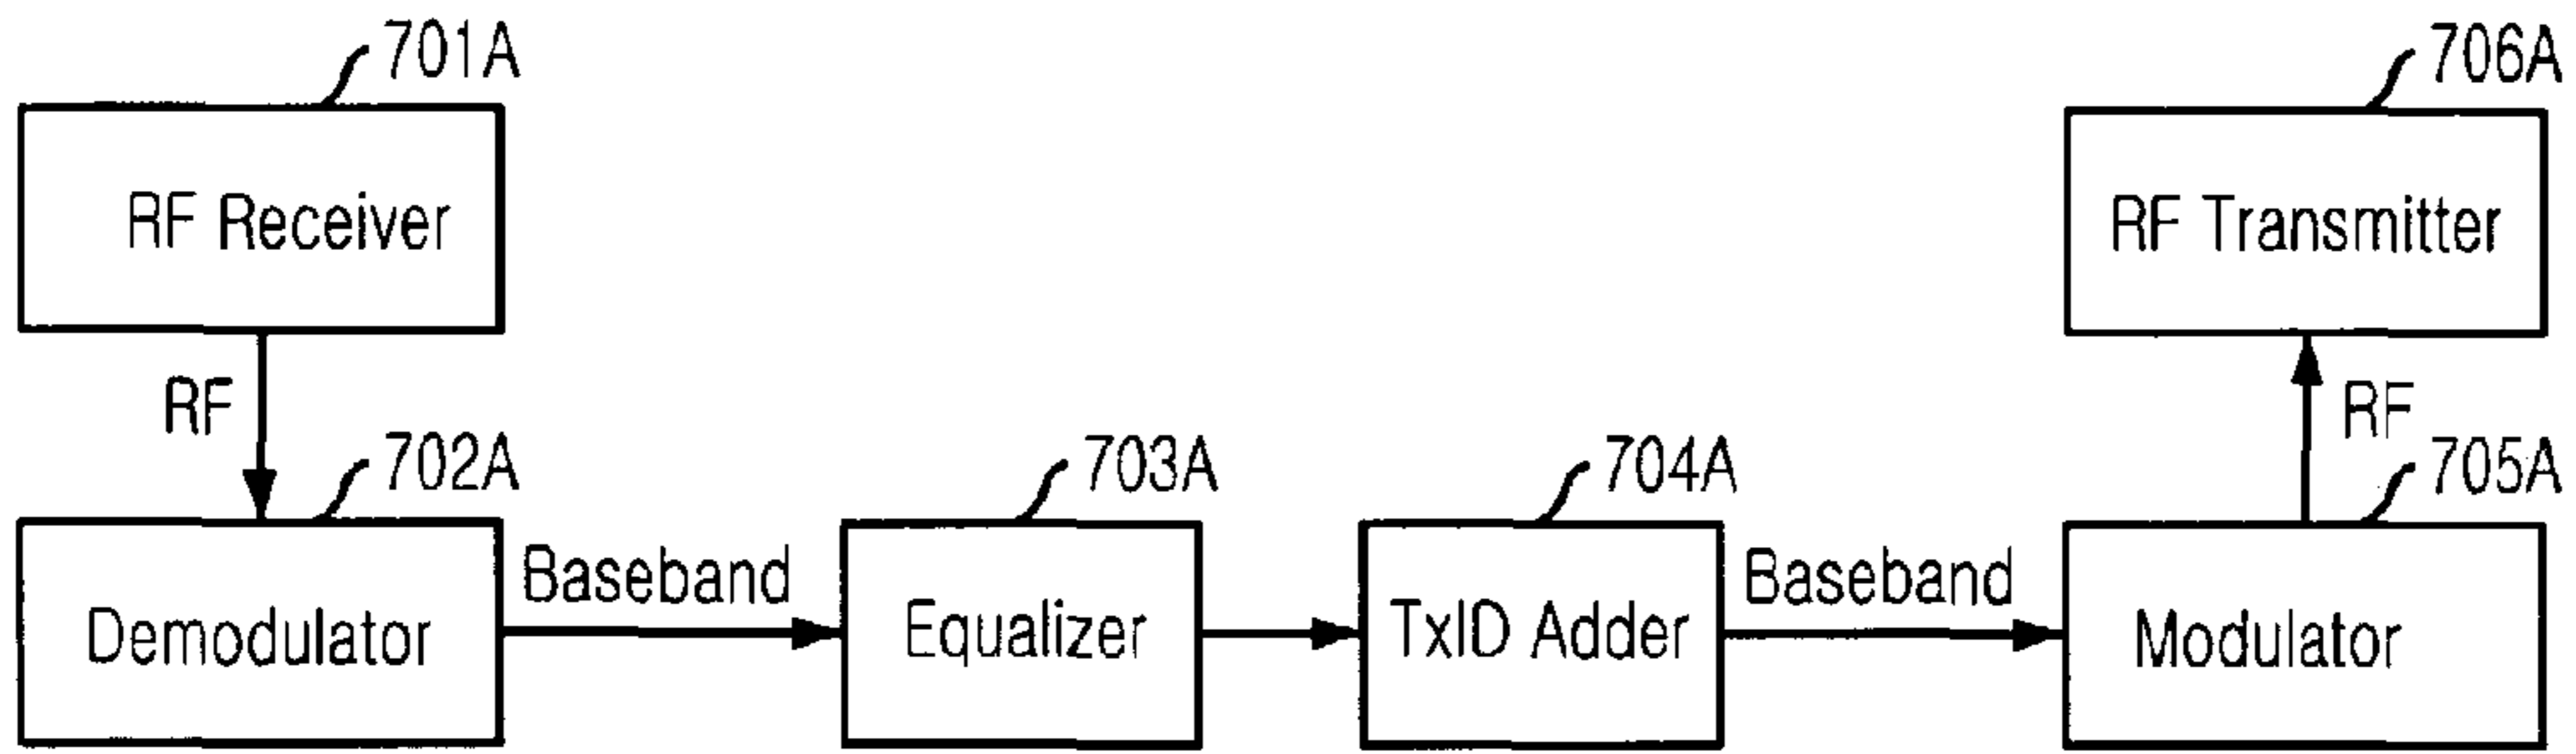 701A
706A
RF Receiver
RF Transmitter
RF
RF
702A
703A
704A
705A
Demodulator
Baseband
Equalizer
TxID Adder
Baseband
Modulator